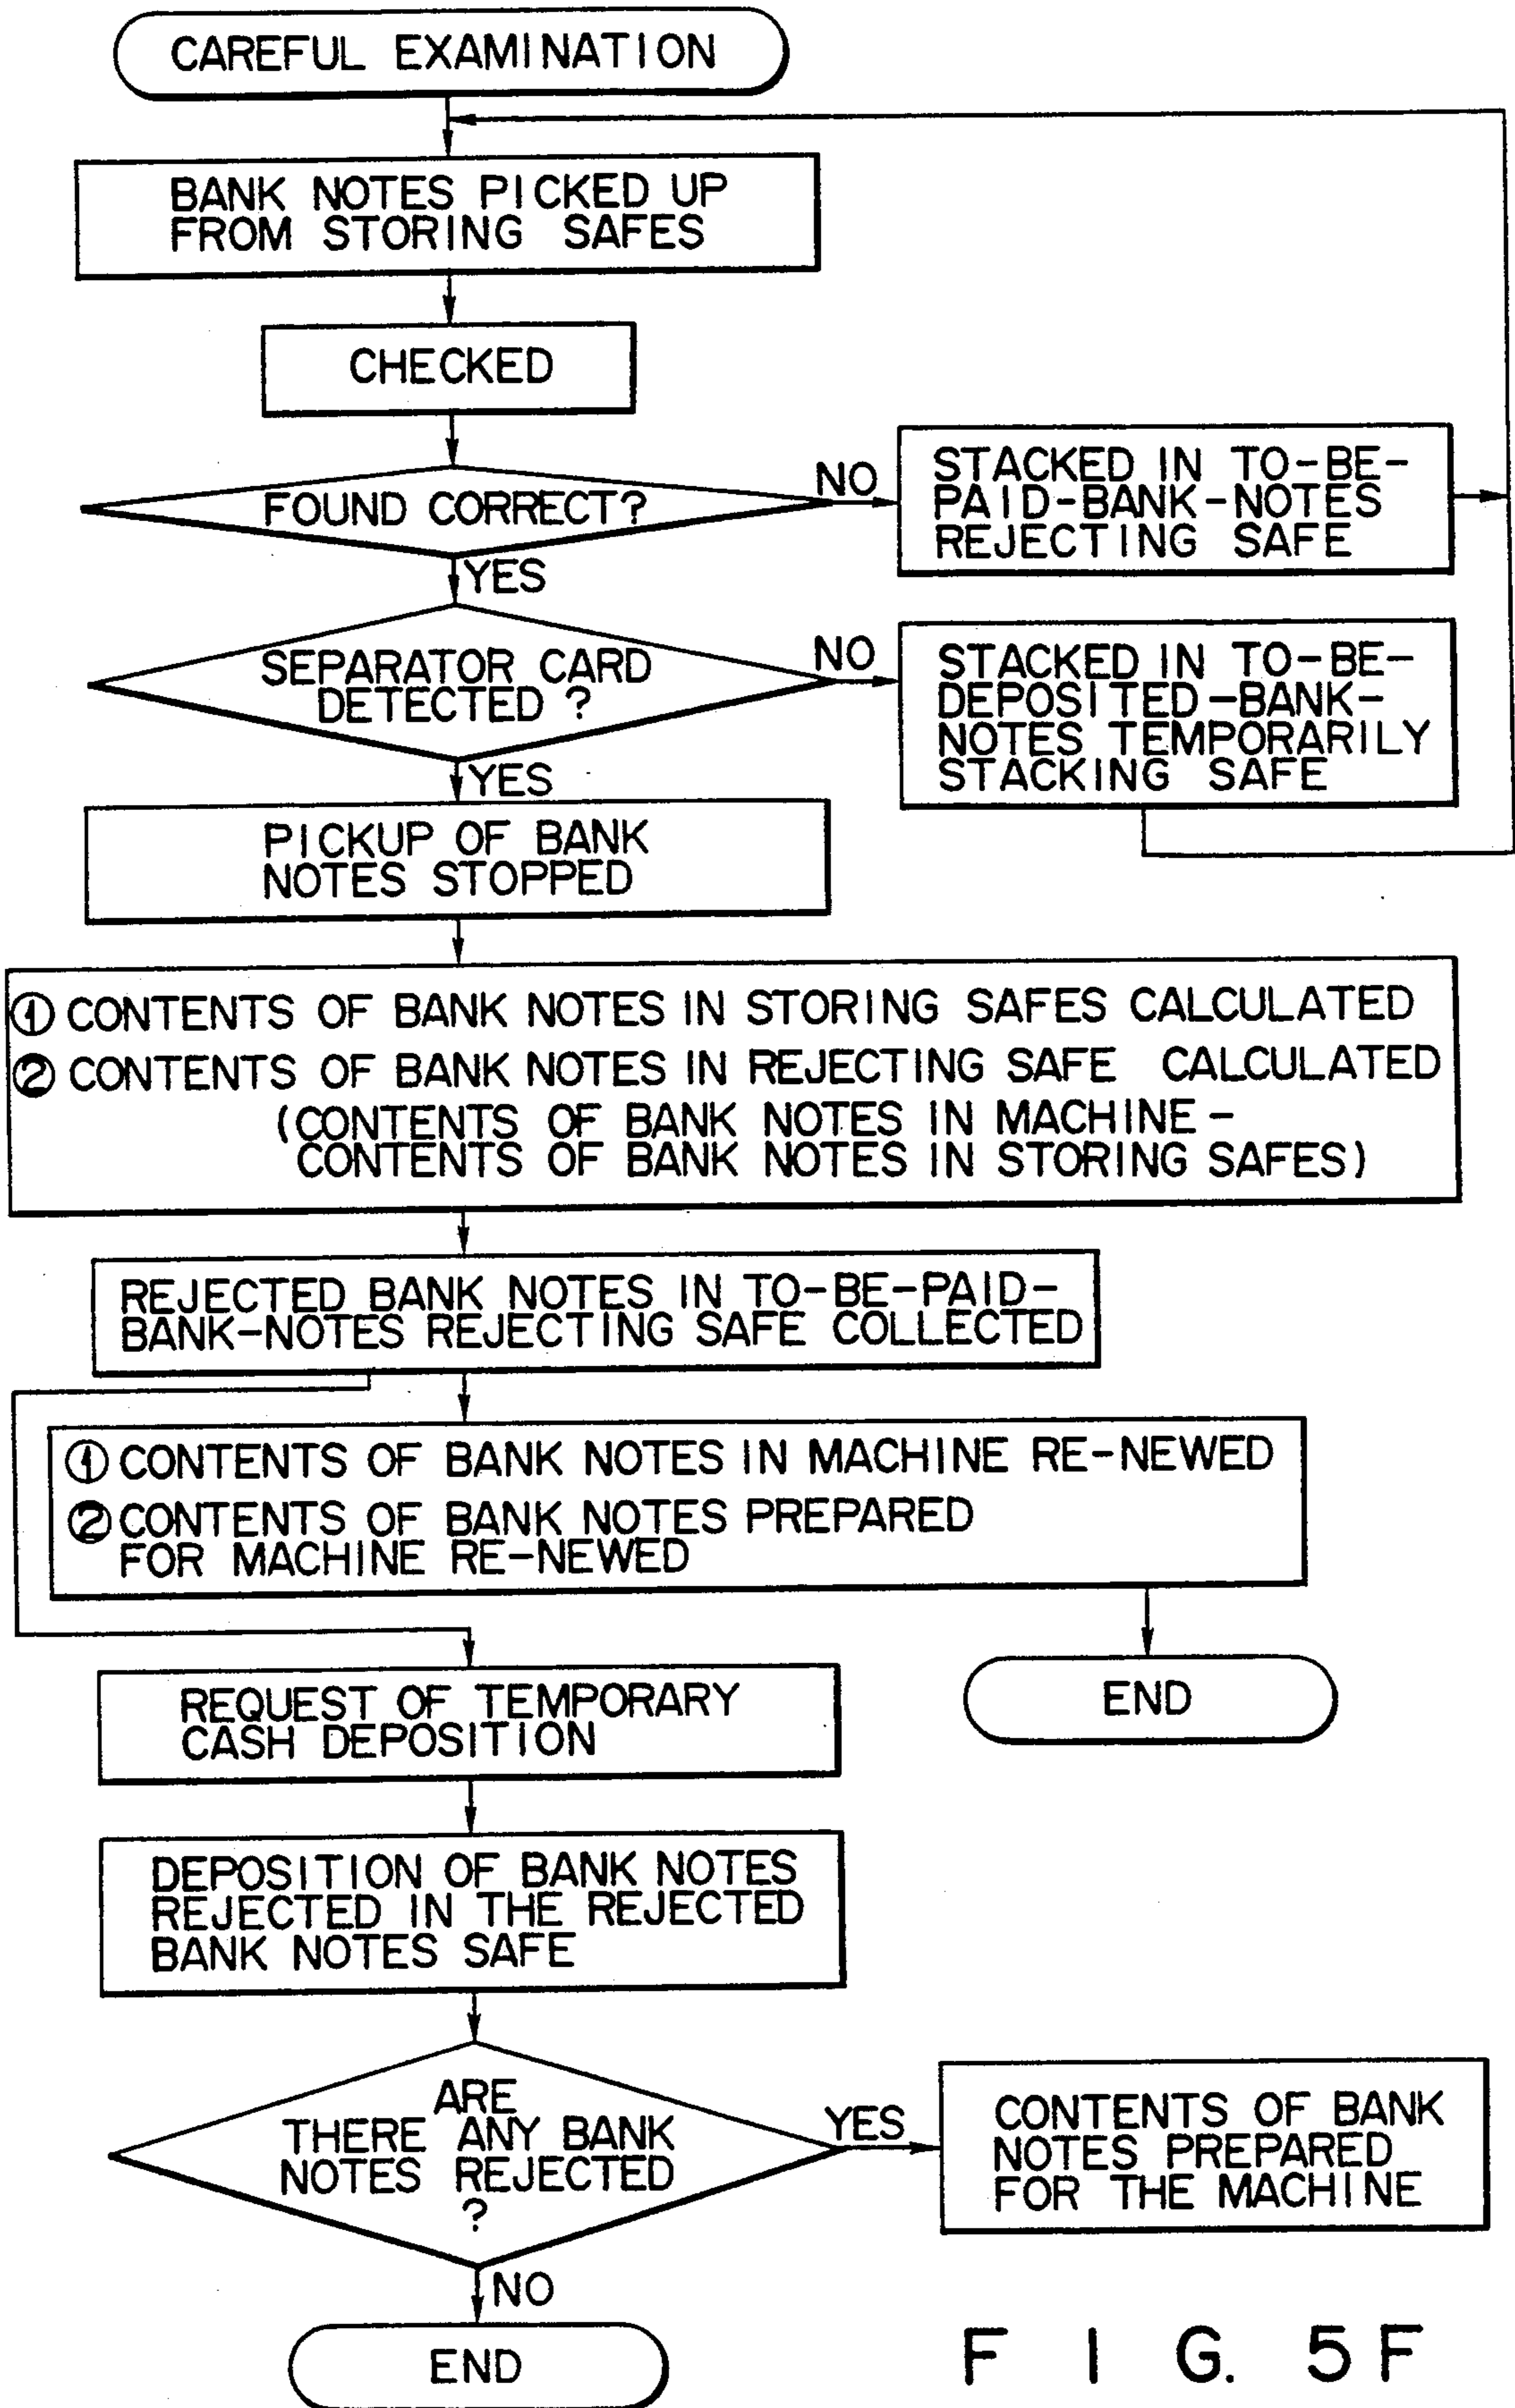 CAREFUL EXAMINATION
BANK NOTES PICKED UP
FROM STORING SAFES
CHECKED
FOUND CORRECT?
NO
STACKED IN TO-BE-
PAID-BANK-NOTES
REJECTING SAFE
YES
SEPARATOR CARD
DETECTED ?
NO
STACKED IN TO-BE-
DEPOSITED-BANK-
NOTES TEMPORARILY
STACKING SAFE
YES
PICKUP OF BANK
NOTES STOPPED
① CONTENTS OF BANK NOTES IN STORING SAFES CALCULATED
② CONTENTS OF BANK NOTES IN REJECTING SAFE CALCULATED
(CONTENTS OF BANK NOTES IN MACHINE-
CONTENTS OF BANK NOTES IN STORING SAFES)
REJECTED BANK NOTES IN TO-BE-PAID-
BANK-NOTES REJECTING SAFE COLLECTED
① CONTENTS OF BANK NOTES IN MACHINE RE-NEWED
② CONTENTS OF BANK NOTES PREPARED
FOR MACHINE RE-NEWED
END
REQUEST OF TEMPORARY
CASH DEPOSITION
DEPOSITION OF BANK NOTES
REJECTED IN THE REJECTED
BANK NOTES SAFE
ARE
THERE ANY BANK
NOTES REJECTED
?
YES
CONTENTS OF BANK
NOTES PREPARED
FOR THE MACHINE
NO
END
FIG. 5F